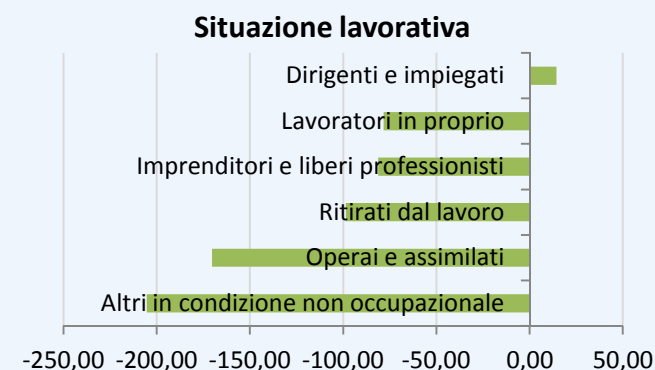 Situazione lavorativa
Dirigenti e impiegati
Lavoratori in proprio
Imprenditori e liberi professionisti
Ritirati dal lavoro
Operai e assimilati
Altri in condizione non occupazionale
-250,00 -200,00 -150,00 -100,00 -50,00 0,00 50,00